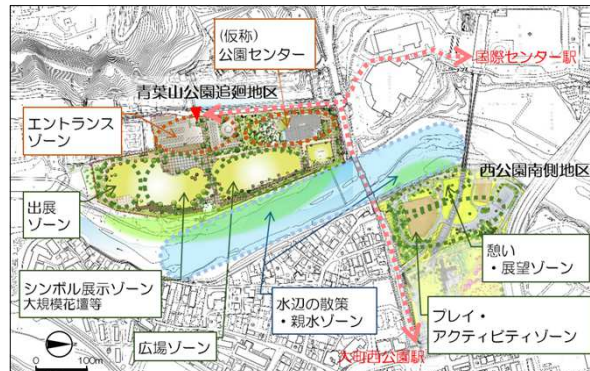 (仮称)
公園センター
国際センター駅
青葉山公園追廻地区
エントランス
ゾーン
西公園南側地区
出展
ゾーン
憩い
・展望ゾーン
シンボル展示ゾーン
大規模花壇等
水辺の散策
・親水ゾーン
広場ゾーン
プレイ・
アクティビティゾーン
大町西公園駅
0 100m